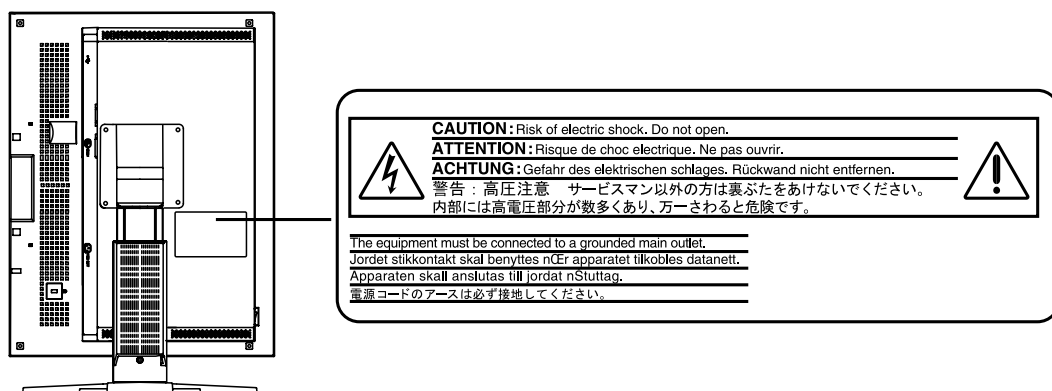 CAUTION: Risk of electric shock. Do not open.
ATTENTION: Risque de choc electrique. Ne pas ouvrir.
ACHTUNG: Gefahr des elektrischen schlages. Rückwand nicht entfernen.
警告：高圧注意　サービスマン以外の方は裏ぶたをあけないでください。
内部には高電圧部分が数多くあり、万一さわると危険です。
The equipment must be connected to a grounded main outlet.
Jordet stikkontakt skal benyttes nŒr apparatet tilkobles datanett.
Apparaten skall anslutas till jordat nŠtuttag.
電源コードのアースは必ず接地してください。